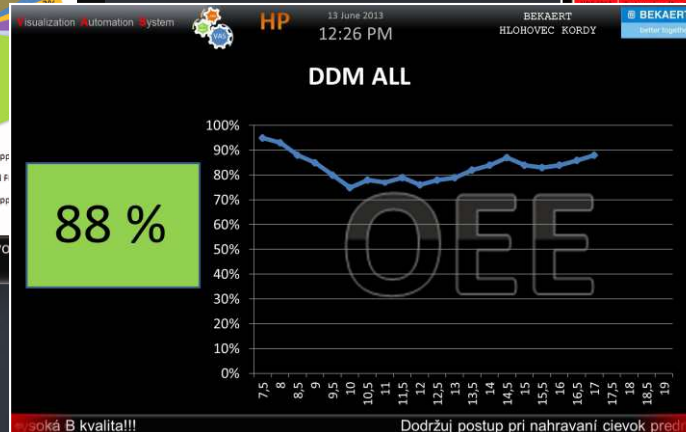 Visualization Automation System
VAS
HP
13 June 2013
12:26 PM
BEKAERT
HLOHOVEC KORDY
BEKAERT
better together
DDM ALL
88 %
OEE
100%
90%
80%
70%
60%
50%
40%
30%
20%
10%
0%
7,5 8 8,5 9 9,5 10 10,5 11 11,5 12 12,5 13 13,5 14 14,5 15 15,5 16 16,5 17 17,5 18 18,5 19
B kvalita!!!
Dodržuj postup pri nahravaní cievok